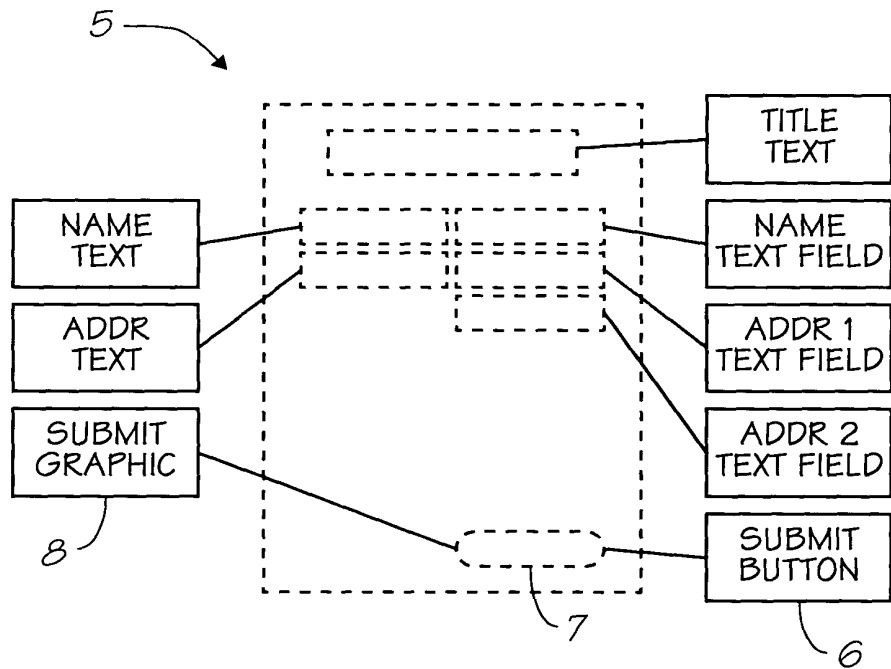 5
TITLE
TEXT
NAME
TEXT
NAME
TEXT FIELD
ADDR
TEXT
ADDR 1
TEXT FIELD
SUBMIT
GRAPHIC
ADDR 2
TEXT FIELD
8
7
SUBMIT
BUTTON
6